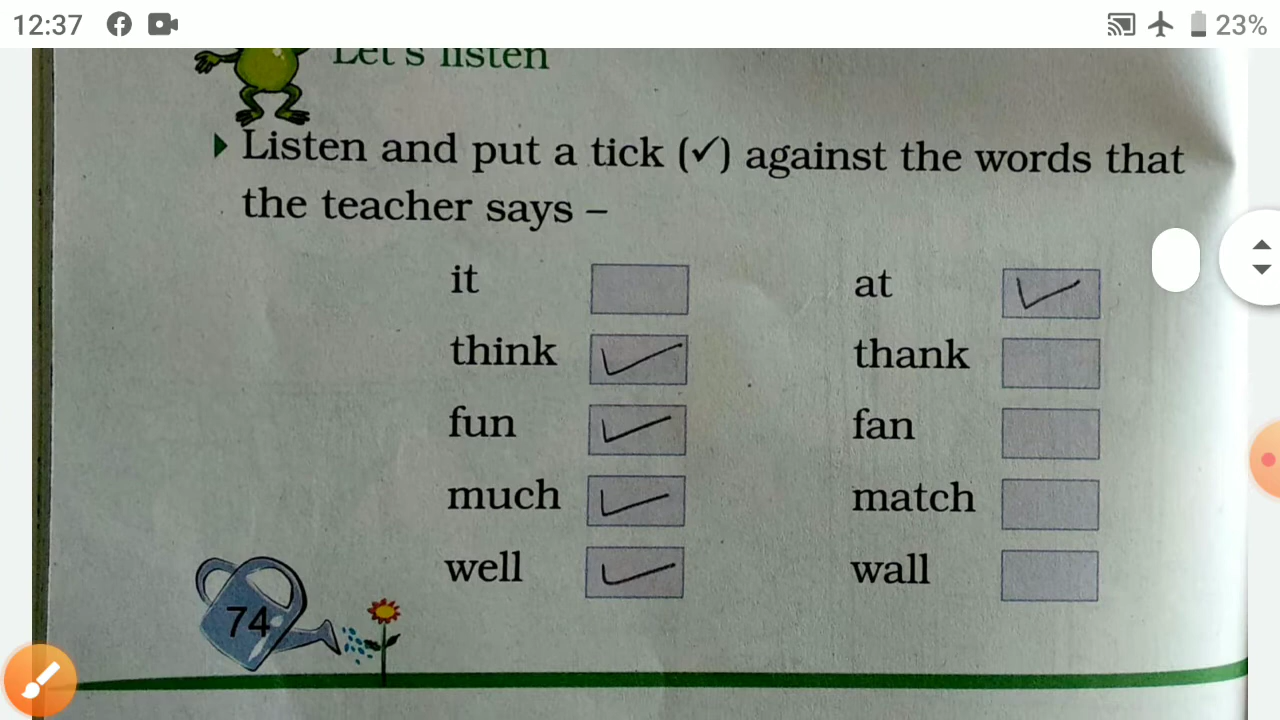 12:37 23%
Let's listen
Listen and put a tick (✓) against the words that
the teacher says –
it at ✓
think ✓ thank
fun ✓ fan
much ✓ match
well ✓ wall
74